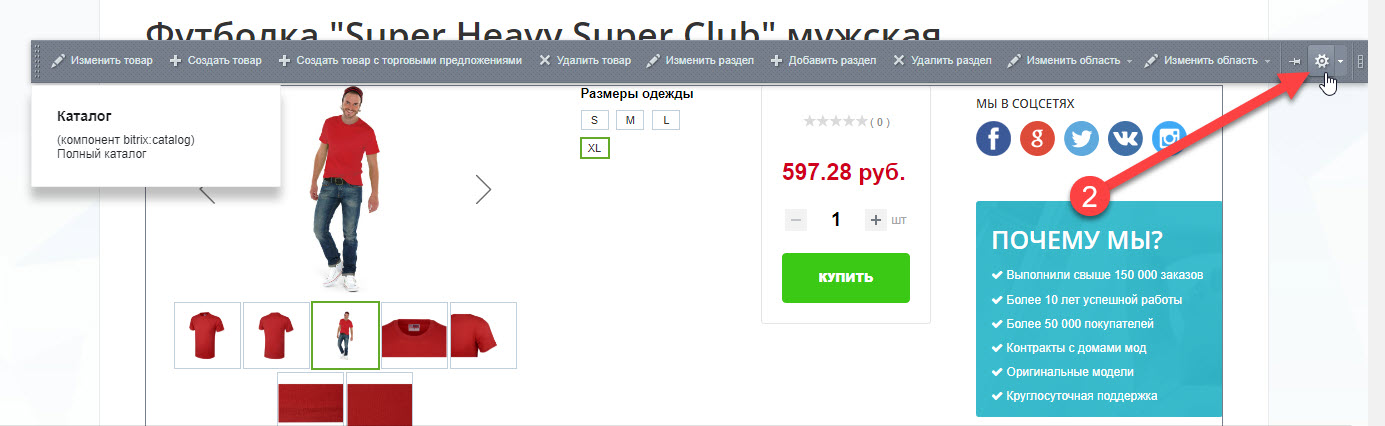 Футболка "Super Heavy Super Club" мужская
Изменить товар Создать товар Создать товар с торговыми предложениями Удалить товар Изменить раздел Добавить раздел Удалить раздел Изменить область Изменить область
Каталог
(компонент bitrix:catalog)
Полный каталог
Размеры одежды
S M L
XL
( 0 )
597.28 руб.
1 шт
КУПИТЬ
МЫ В СОЦСЕТЯХ
2
ПОЧЕМУ МЫ?
Выполнили свыше 150 000 заказов
Более 10 лет успешной работы
Более 50 000 покупателей
Контракты с домами мод
Оригинальные модели
Круглосуточная поддержка